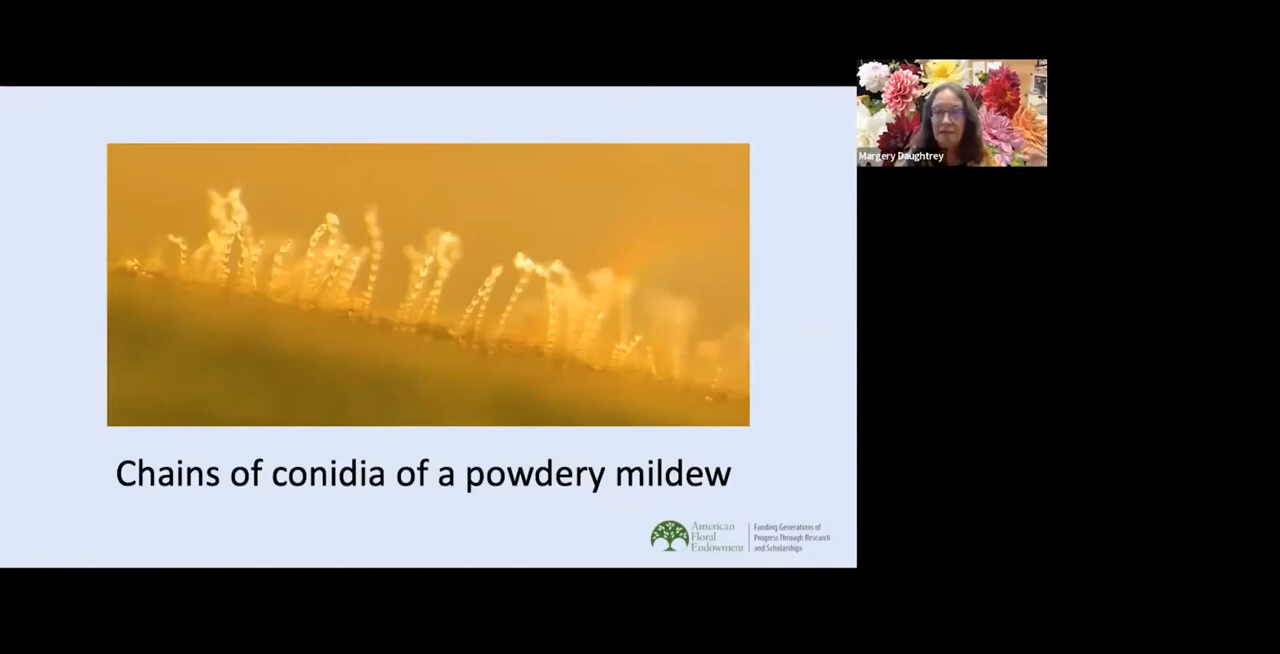 Margery Daughtrey
Chains of conidia of a powdery mildew
American
Floral
Endowment
Funding Generations of
Progress Through Research
and Scholarships